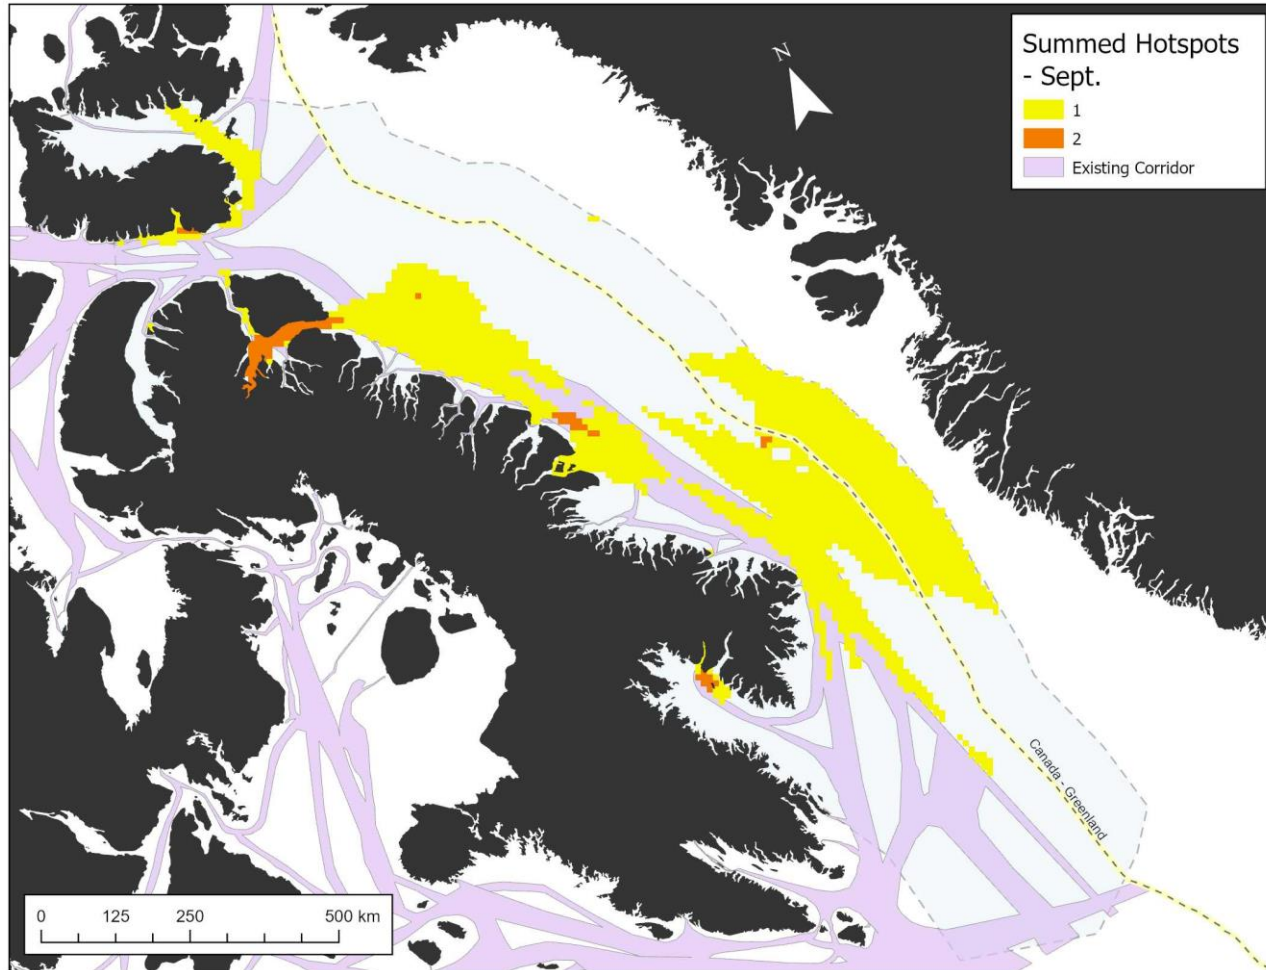 Summed Hotspots
- Sept.
1
2
Existing Corridor
N
Canada - Greenland
0 125 250 500 km